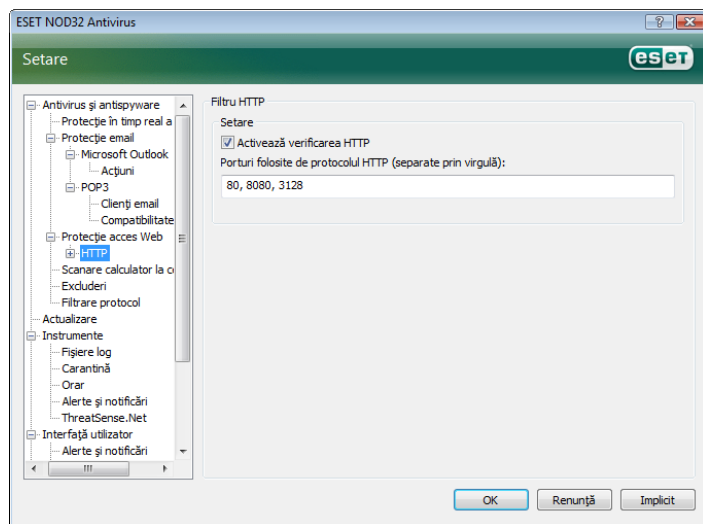 ESET NOD32 Antivirus
Setare
eseT
Antivirus şi antispyware
Protecţie în timp real a
Protecţie email
Microsoft Outlook
Acţiuni
POP3
Clienţi email
Compatibilitate
Protecţie acces Web
HTTP
Scanare calculator la c
Excluderi
Filtrare protocol
Actualizare
Instrumente
Fişiere log
Carantină
Orar
Alerte şi notificări
ThreatSense.Net
Interfaţă utilizator
Alerte şi notificări
Filtru HTTP
Setare
Activează verificarea HTTP
Porturi folosite de protocolul HTTP (separate prin virgulă):
80, 8080, 3128
OK
Renunţă
Implicit